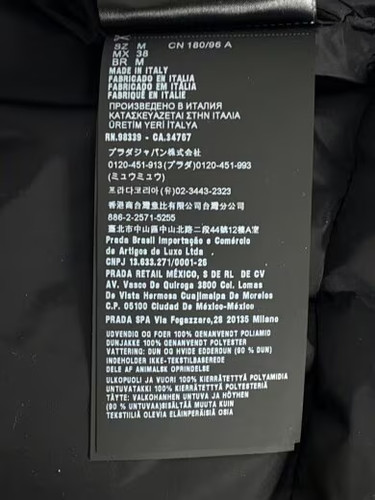 SZ M CN 180/96 A
MX 38
BR M
MADE IN ITALY
FABRICADO EN ITALIA
FABRICADO EM ITÁLIA
FABRIQUÉ EN ITALIE
ПРОИЗВЕДЕНО В ИТАЛИЯ
ΚΑΤΑΣΚΕΥΑΖΕΤΑΙ ΣΤΗΝ ΙΤΑΛΙΑ
ÜRETİM YERİ İTALYA
RN.98339 - CA.34767
プラダジャパン株式会社
0120-451-913(プラダ)0120-451-993
(ミュウミュウ)
프라다코리아(유)02-3443-2323
香港商台灣普比有限公司台灣分公司
886-2-2571-5255
臺北市中山區中山北路二段44號12樓A室
Prada Brasil Importação e Comércio
de Artigos de Luxo Ltda .
CNPJ 13.633.271/0001-26
PRADA RETAIL MÉXICO, S DE RL DE CV
AV. Vasco De Quiroga 3800 Col. Lomas
De Vista Hermosa Cuajimalpa De Morelos
C.P. 05100 Ciudad De México-México
PRADA SPA Via Fogazzaro,28 20135 Milano
UDVENDIG OG FOER 100% GENANVENDT POLIAMID
DUNJAKKE 100% GENANVENDT POLYESTER
VATTERING: DUN OG HVIDE EDDERDUN (90 % DUN)
INDEHOLDER IKKE-TEKSTILBASEREDE
DELE AF ANIMALSK OPRINDELSE
ULKOPUOLI JA VUORI 100% KIERRÄTETTYÄ POLYAMIDIA
UNTUVATAKKI 100% KIERRÄTETTYÄ POLYESTERIÄ
TÄYTE: VALKOHANHEN UNTUVA JA HÖYHEN
(90 % UNTUVAA)SISÄLTÄÄ MUUTA KUIN
TEKSTIILIÄ OLEVIA ELÄINPERÄISIÄ OSIA